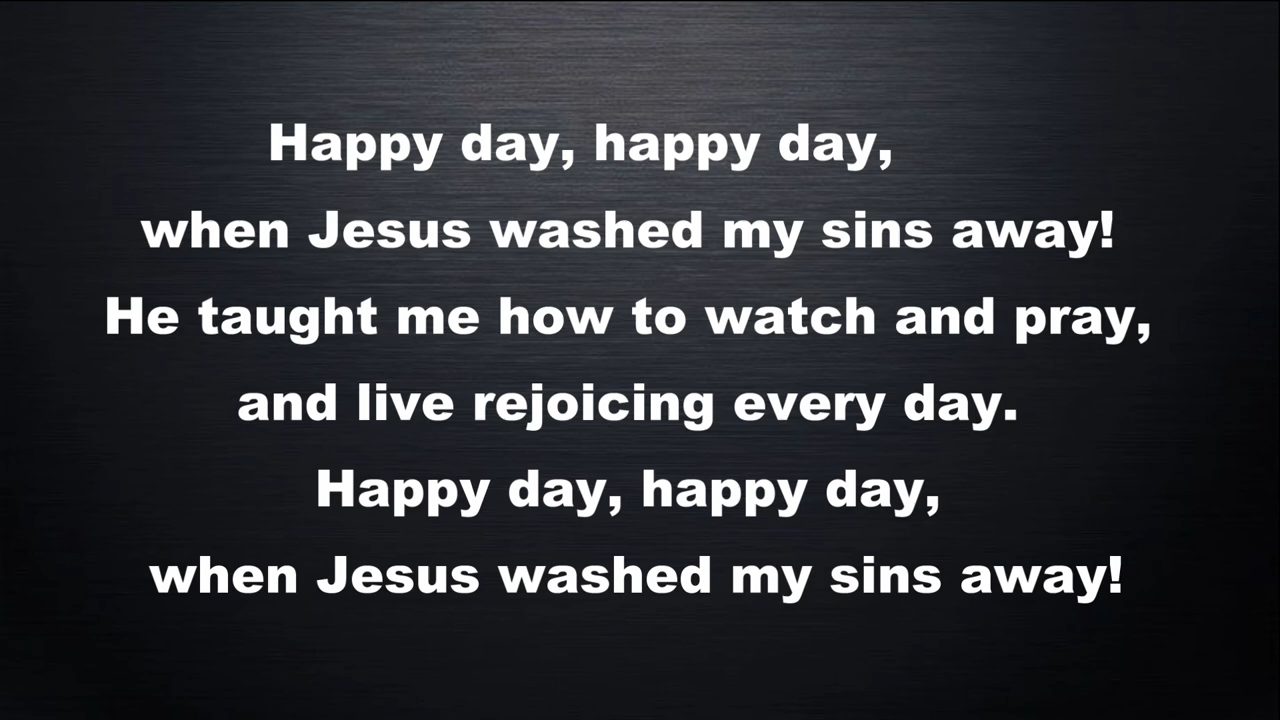 Happy day, happy day,
when Jesus washed my sins away!
He taught me how to watch and pray,
and live rejoicing every day.
Happy day, happy day,
when Jesus washed my sins away!